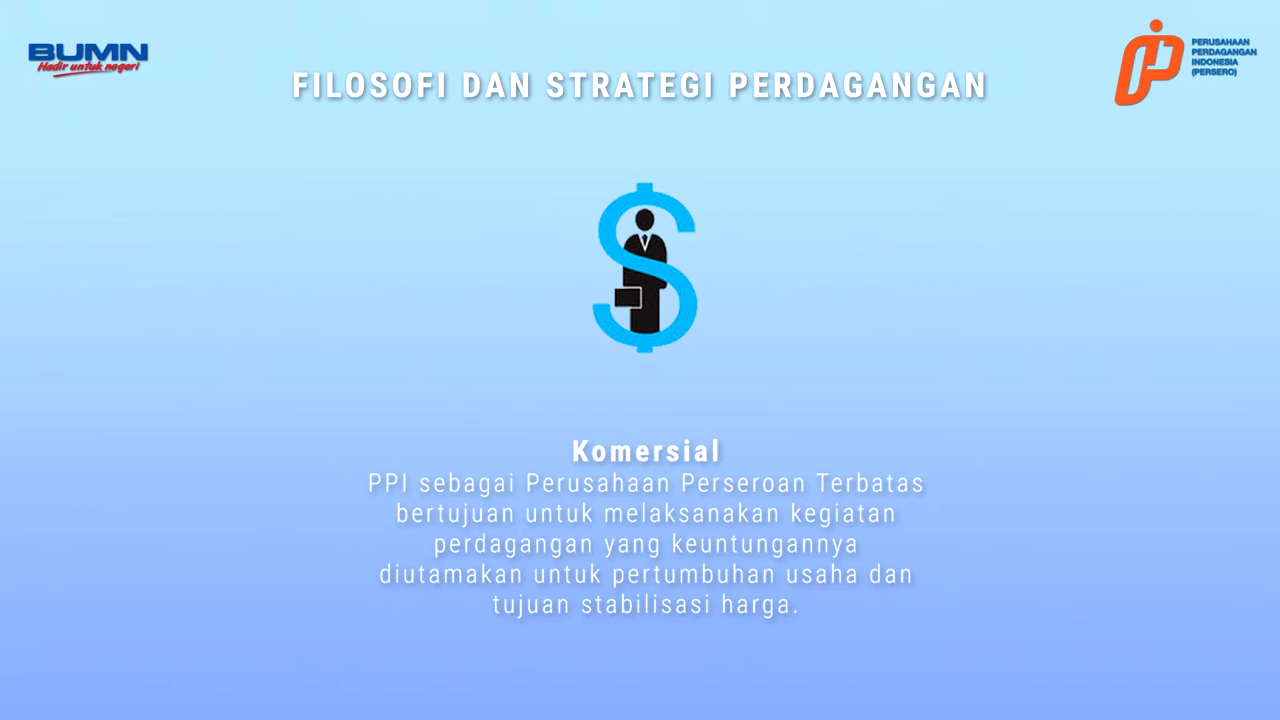 BUMN
Hadir untuk negeri
PERUSAHAAN
PERDAGANGAN
INDONESIA
(PERSERO)
FILOSOFI DAN STRATEGI PERDAGANGAN
Komersial
PPI sebagai Perusahaan Perseroan Terbatas
bertujuan untuk melaksanakan kegiatan
perdagangan yang keuntungannya
diutamakan untuk pertumbuhan usaha dan
tujuan stabilisasi harga.